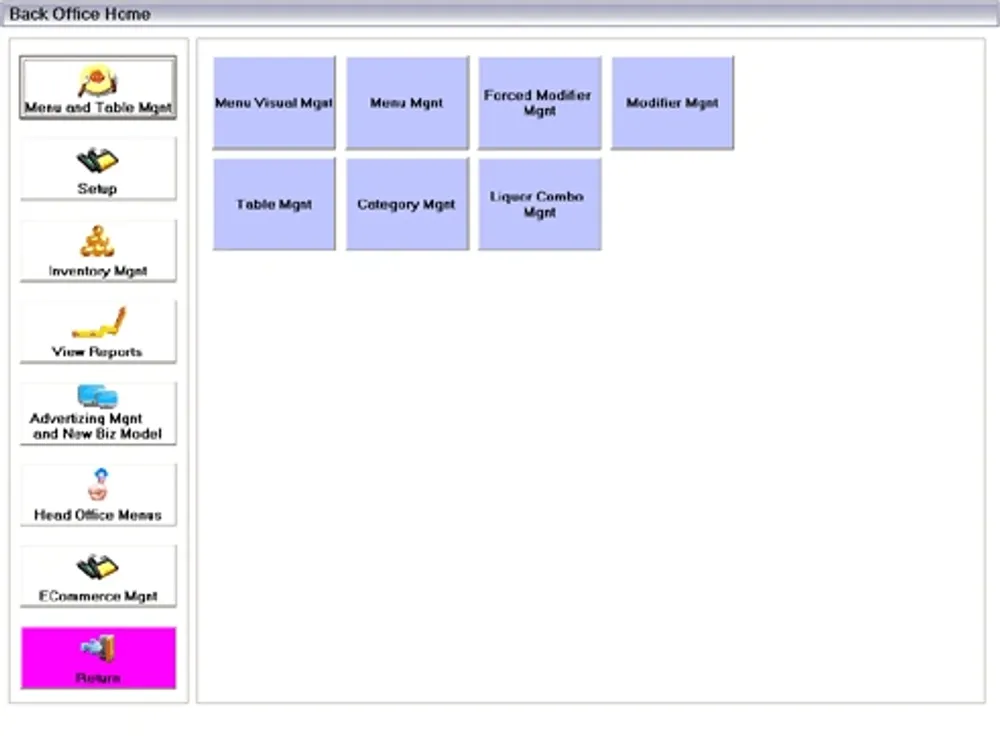 Back Office Home
Menu and Table Mgnt
Setup
Inventory Mgnt
View Reports
Advertizing Mgnt
and New Biz Model
Head Office Menus
ECommerce Mgnt
Return
Menu Visual Mgnt
Menu Mgnt
Forced Modifier
Mgnt
Modifier Mgnt
Table Mgnt
Category Mgnt
Liquor Combo
Mgnt